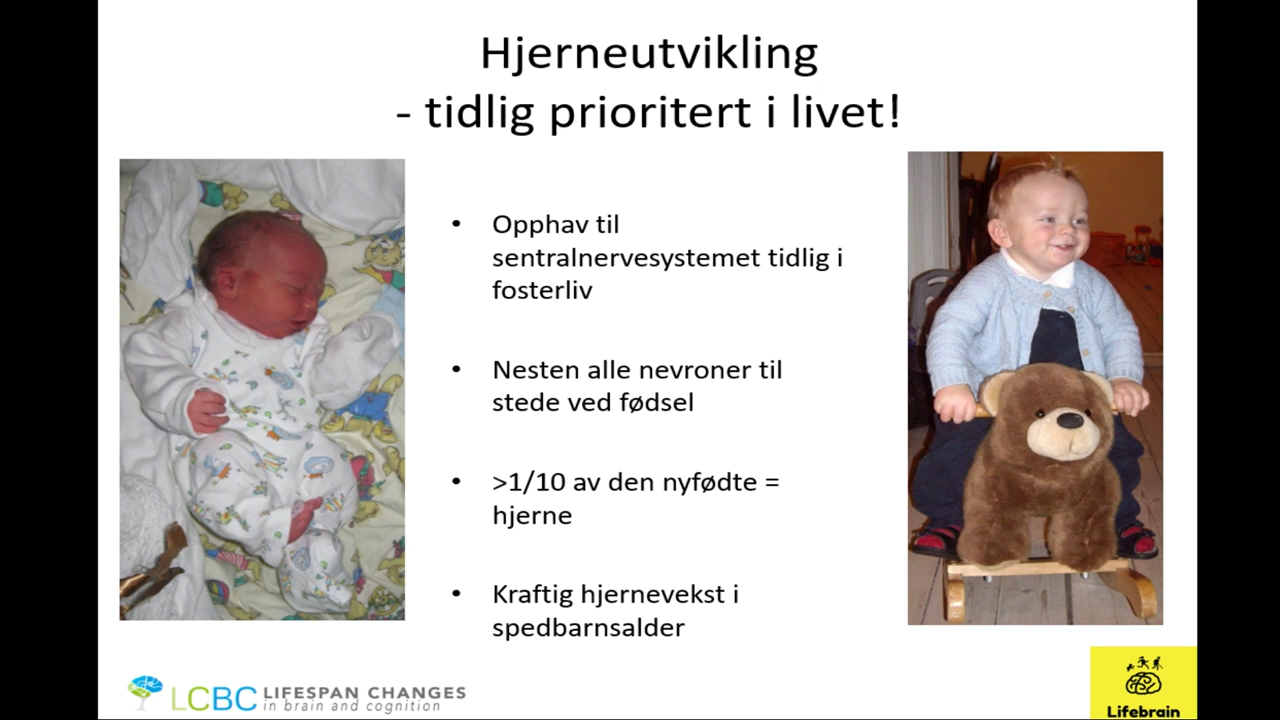 Hjerneutvikling
- tidlig prioritert i livet!
• Opphav til
sentralnervesystemet tidlig i
fosterliv
• Nesten alle nevroner til
stede ved fødsel
• >1/10 av den nyfødte =
hjerne
• Kraftig hjernevekst i
spedbarnsalder
LCBC LIFESPAN CHANGES
in brain and cognition
Lifebrain